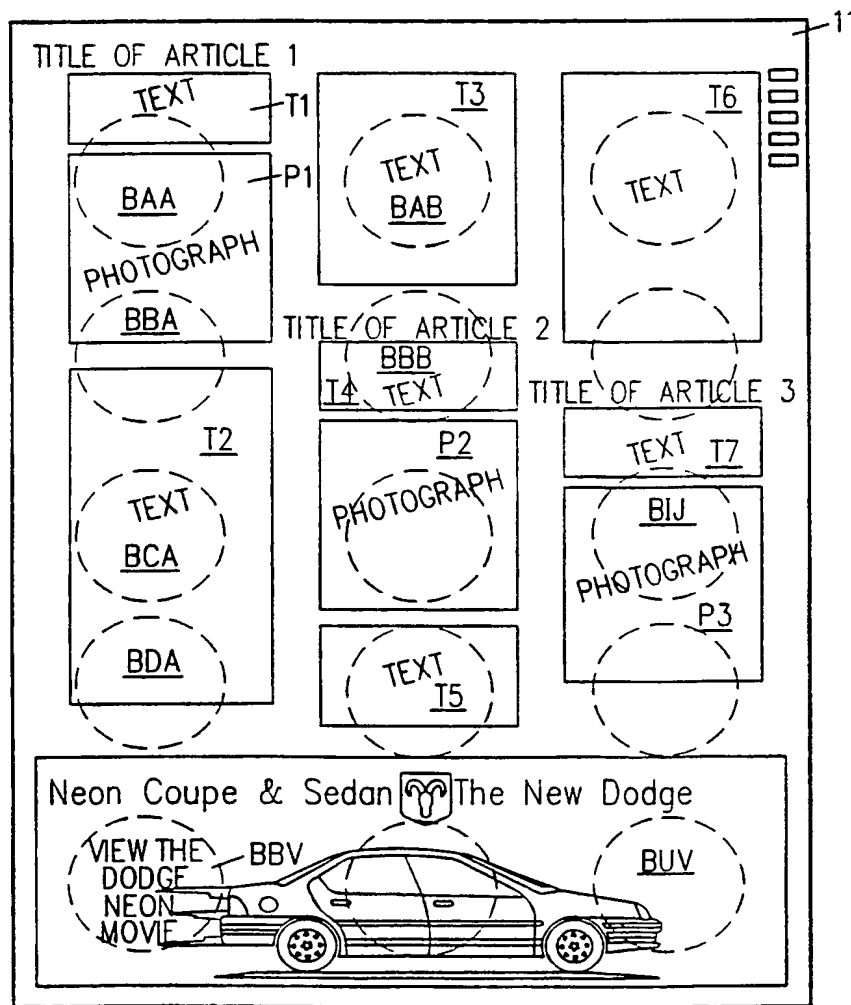 11
TITLE OF ARTICLE 1
TEXT
T1
P1
BAA
PHOTOGRAPH
BBA
T2
TEXT
BCA
BDA
T3
TEXT
BAB
TITLE OF ARTICLE 2
BBB
T4 TEXT
P2
PHOTOGRAPH
TEXT
T5
T6
TEXT
TITLE OF ARTICLE 3
TEXT T7
BIJ
PHOTOGRAPH
P3
Neon Coupe & Sedan The New Dodge
VIEW THE
DODGE
NEON
MOVIE
BBV
BUV